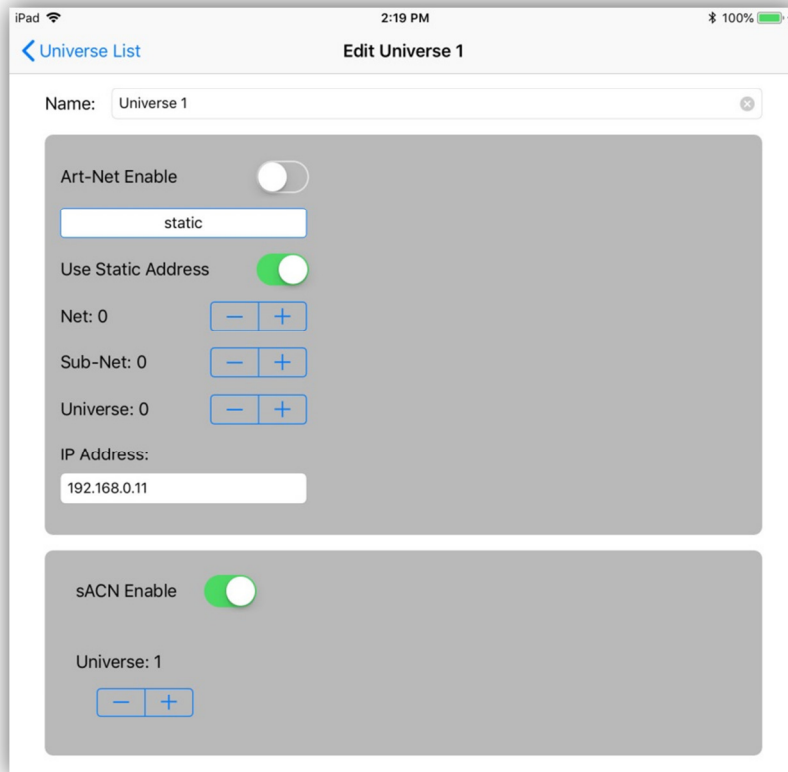 iPad 2:19 PM 100%
Universe List Edit Universe 1
Name: Universe 1
Art-Net Enable
static
Use Static Address
Net: 0
Sub-Net: 0
Universe: 0
IP Address:
192.168.0.11
sACN Enable
Universe: 1